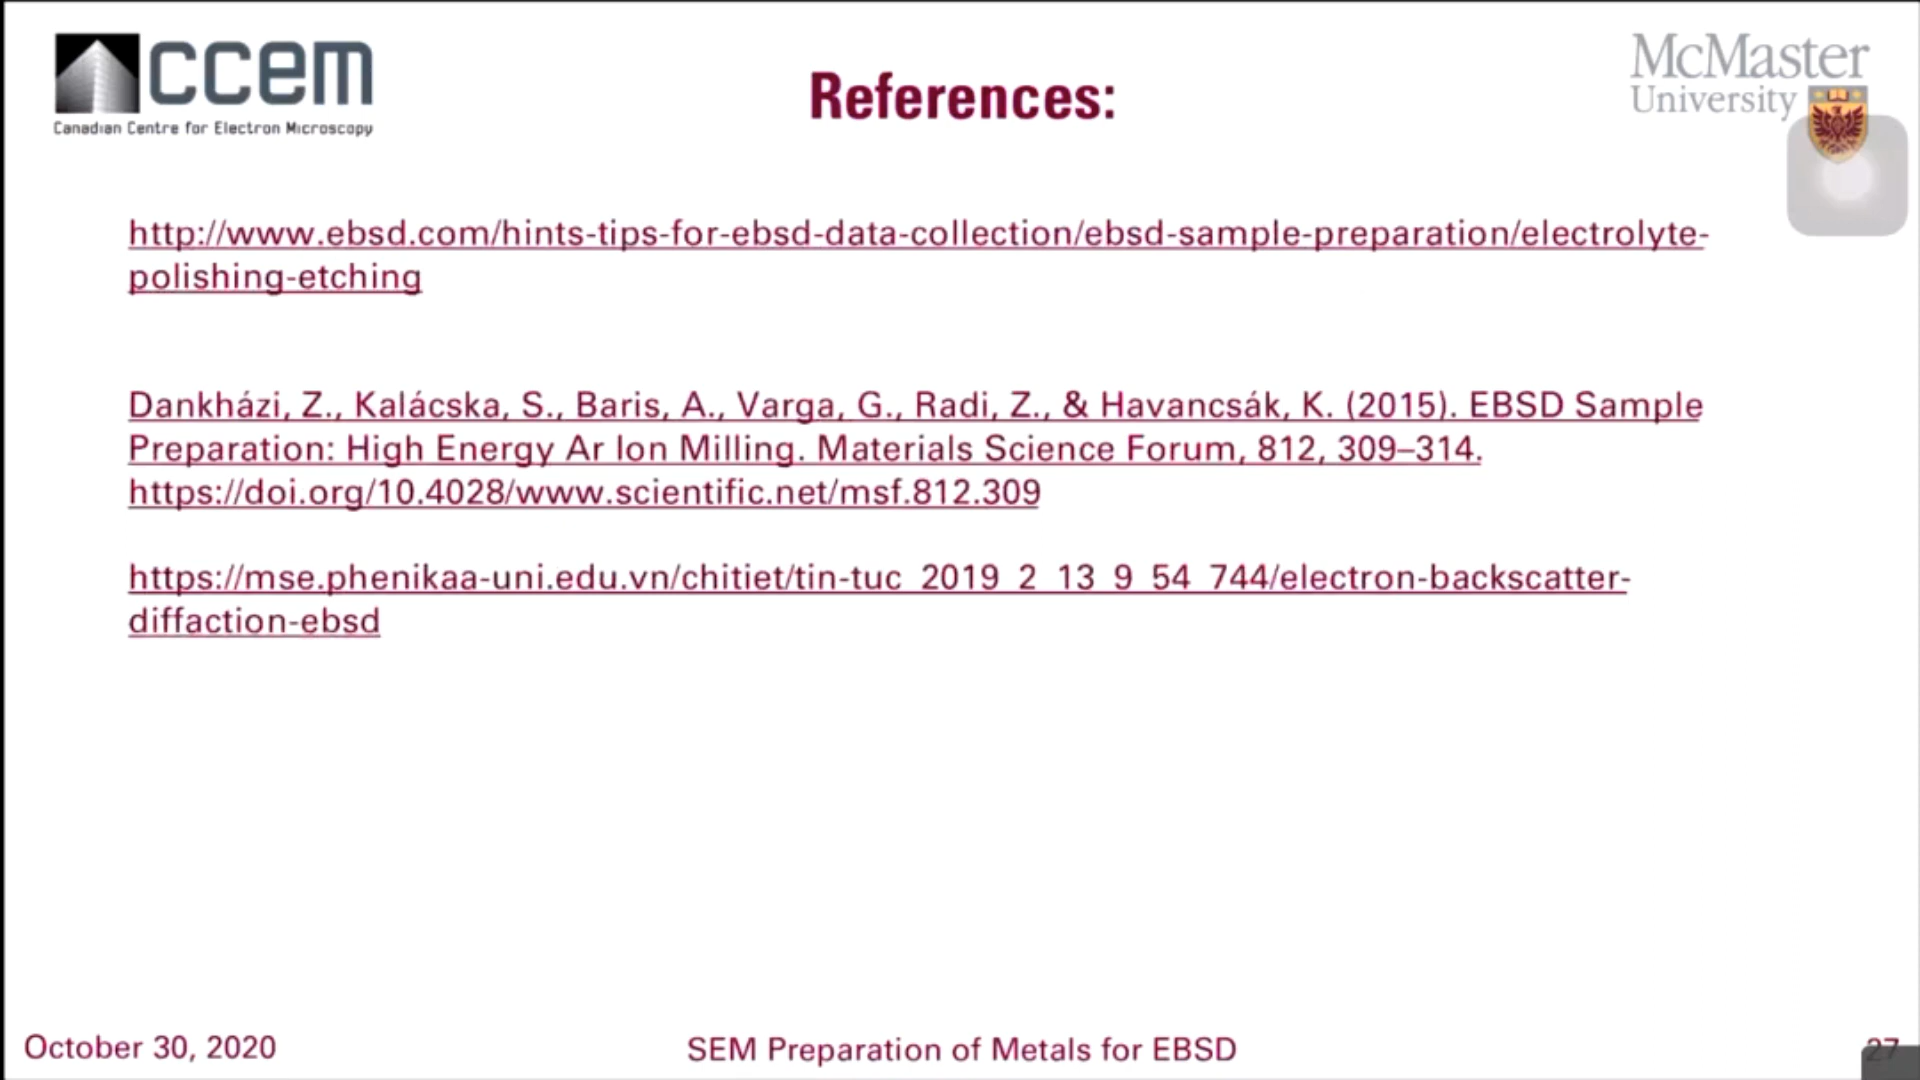 ccem
Canadian Centre for Electron Microscopy
References:
McMaster
University
http://www.ebsd.com/hints-tips-for-ebsd-data-collection/ebsd-sample-preparation/electrolyte-
polishing-etching
Dankházi, Z., Kalácska, S., Baris, A., Varga, G., Radi, Z., & Havancsák, K. (2015). EBSD Sample
Preparation: High Energy Ar Ion Milling. Materials Science Forum, 812, 309–314.
https://doi.org/10.4028/www.scientific.net/msf.812.309
https://mse.phenikaa-uni.edu.vn/chitiet/tin-tuc_2019_2_13_9_54_744/electron-backscatter-
diffaction-ebsd
October 30, 2020
SEM Preparation of Metals for EBSD
27